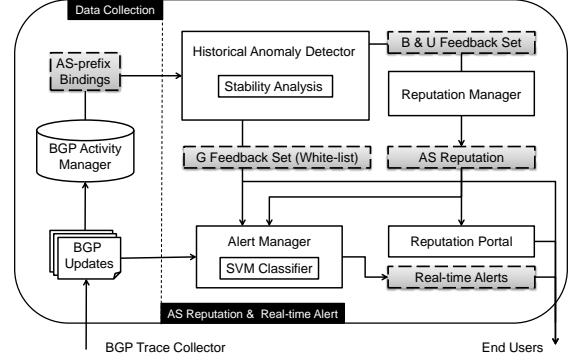 Data Collection
Historical Anomaly Detector
Stability Analysis
B & U Feedback Set
AS-prefix
Bindings
Reputation Manager
BGP Activity
Manager
G Feedback Set (White-list)
AS Reputation
BGP
Updates
Alert Manager
SVM Classifier
Reputation Portal
Real-time Alerts
AS Reputation & Real-time Alert
BGP Trace Collector
End Users